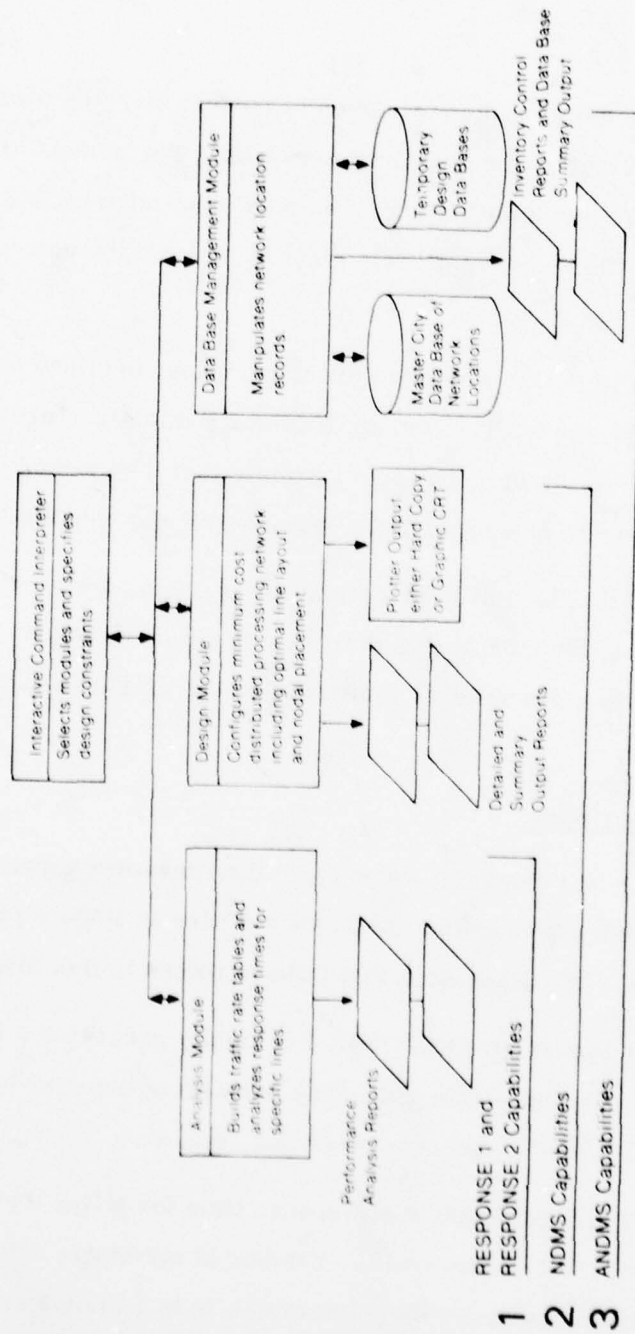 Interactive Command Interpreter
Selects modules and specifies
design constraints
Analysis Module
Builds traffic rate tables and
analyzes response times for
specific lines
Performance
Analysis Reports
Design Module
Configures minimum cost
distributed processing network
including optimal line layout
and nodal placement
Detailed and
Summary
Output Reports
Plotter Output
either Hard Copy
or Graphic CRT
Data Base Management Module
Manipulates network location
records
Master City
Data Base of
Network
Locations
Temporary
Design
Data Bases
Inventory Control
Reports and Data Base
Summary Output
1 RESPONSE 1 and
RESPONSE 2 Capabilities
2 NDMS Capabilities
3 ANDMS Capabilities